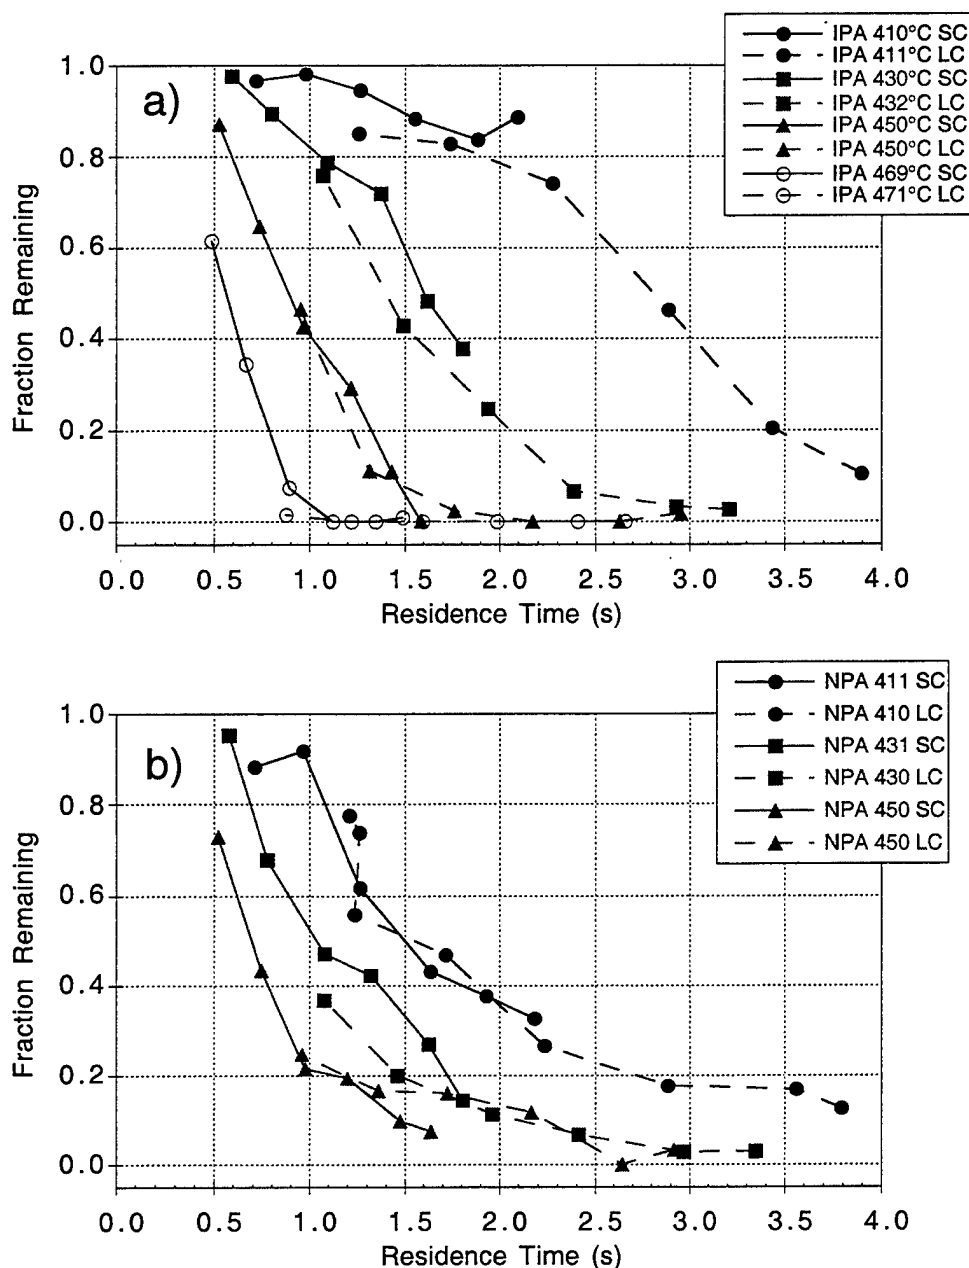 IPA 410°C SC
IPA 411°C LC
IPA 430°C SC
IPA 432°C LC
IPA 450°C SC
IPA 450°C LC
IPA 469°C SC
IPA 471°C LC
a)
1.0
0.8
0.6
0.4
0.2
0.0
Fraction Remaining
0.0 0.5 1.0 1.5 2.0 2.5 3.0 3.5 4.0
Residence Time (s)
NPA 411 SC
NPA 410 LC
NPA 431 SC
NPA 430 LC
NPA 450 SC
NPA 450 LC
b)
1.0
0.8
0.6
0.4
0.2
0.0
Fraction Remaining
0.0 0.5 1.0 1.5 2.0 2.5 3.0 3.5 4.0
Residence Time (s)